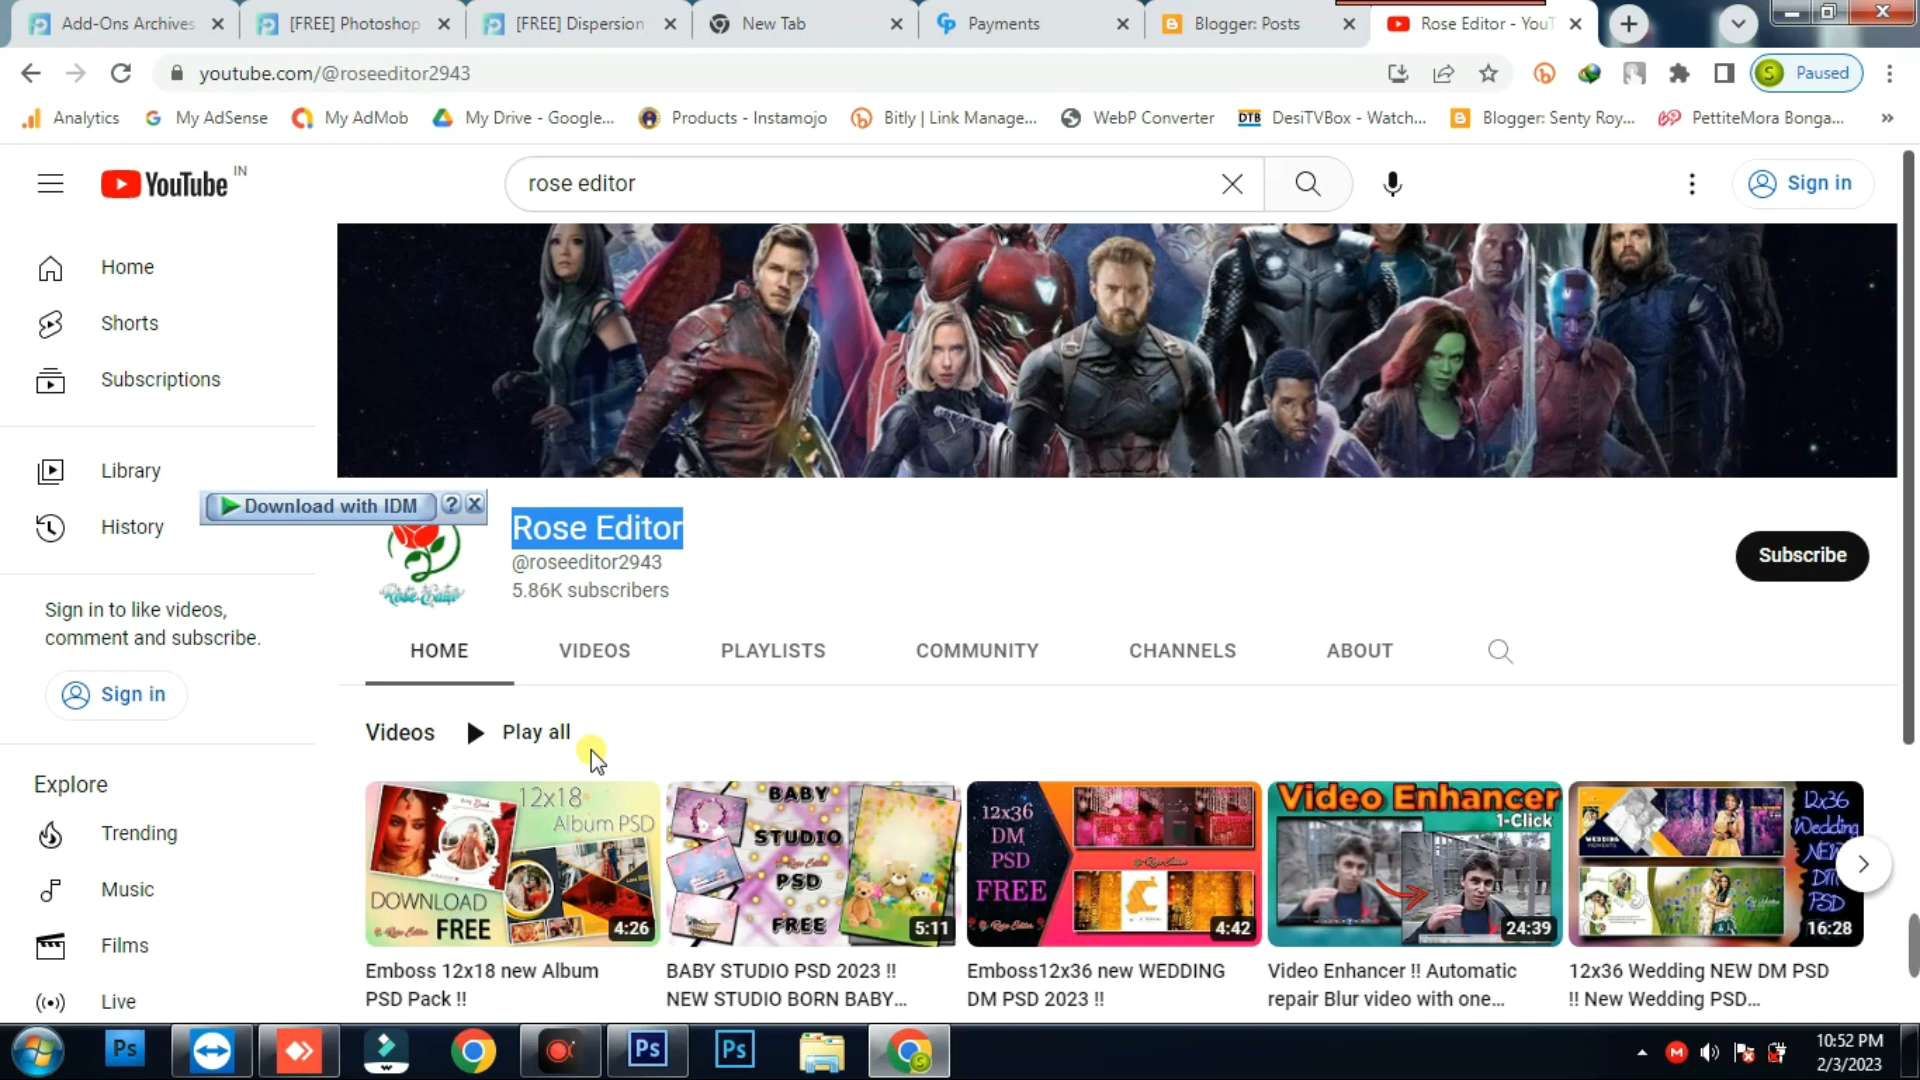 Add-Ons Archives
[FREE] Photoshop
[FREE] Dispersion
New Tab
Payments
Blogger: Posts
Rose Editor - YouT
youtube.com/@roseeditor2943
S
Paused
Analytics
My AdSense
My AdMob
My Drive - Google...
Products - Instamojo
Bitly | Link Manage...
WebP Converter
DTB
DesiTVBox - Watch...
Blogger: Senty Roy...
PettiteMora Bonga...
»
YouTube IN
rose editor
Sign in
Home
Shorts
Subscriptions
Library
History
Download with IDM
?
Rose Editor
@roseeditor2943
5.86K subscribers
Subscribe
Sign in to like videos,
comment and subscribe.
Sign in
HOME
VIDEOS
PLAYLISTS
COMMUNITY
CHANNELS
ABOUT
Videos
Play all
Explore
Trending
Music
Films
Live
12x18
Album PSD
DOWNLOAD
FREE
4:26
BABY
STUDIO
PSD
FREE
5:11
12x36
DM
PSD
FREE
4:42
Video Enhancer
1-Click
24:39
12x36
Wedding
NEW
DM
PSD
16:28
Emboss 12x18 new Album
PSD Pack !!
BABY STUDIO PSD 2023 !!
NEW STUDIO BORN BABY...
Emboss12x36 new WEDDING
DM PSD 2023 !!
Video Enhancer !! Automatic
repair Blur video with one...
12x36 Wedding NEW DM PSD
!! New Wedding PSD...
Ps
Ps
Ps
10:52 PM
2/3/2023